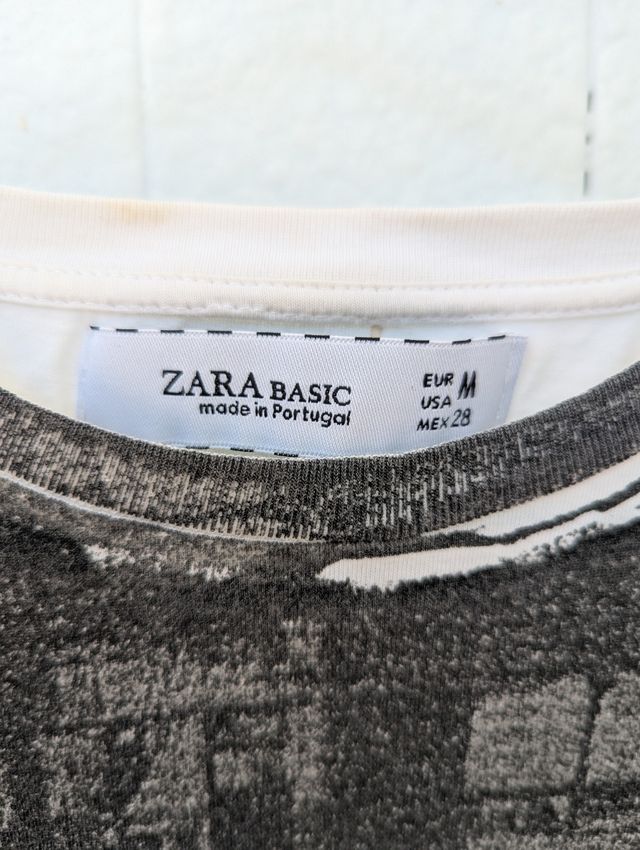 ZARA BASIC
made in Portugal
EUR M
USA
MEX 28